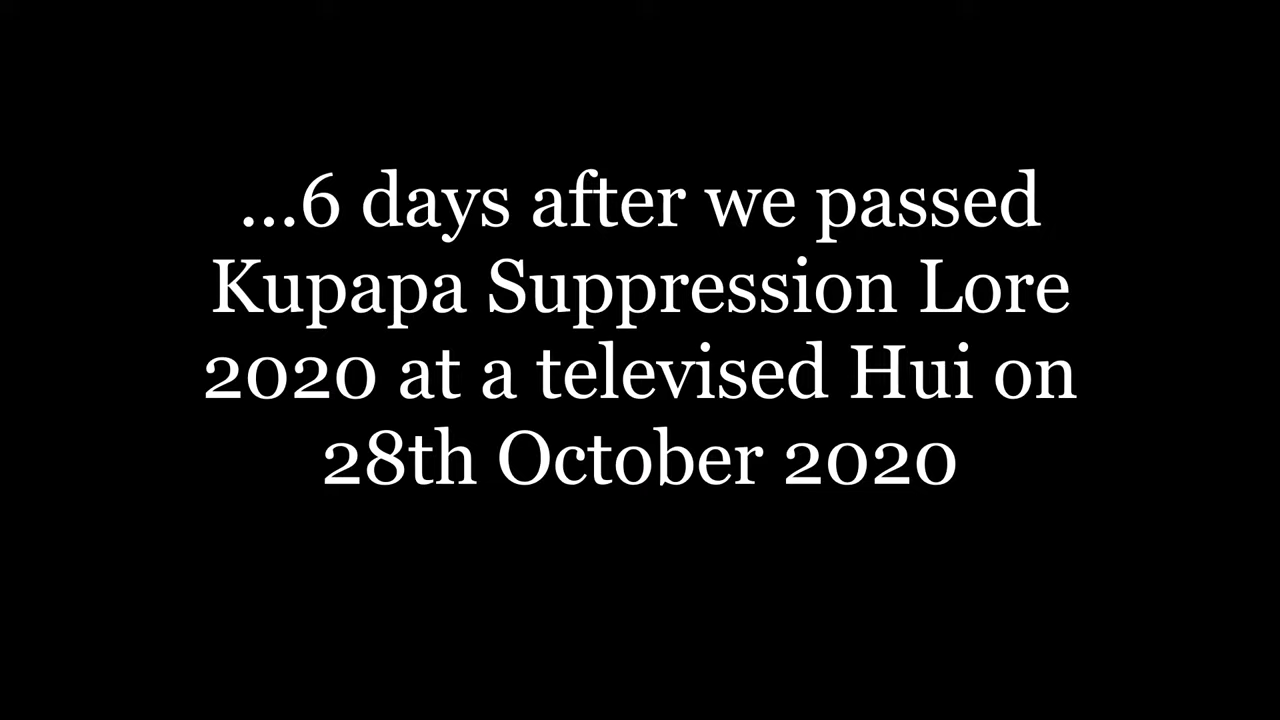 ...6 days after we passed
Kupapa Suppression Lore
2020 at a televised Hui on
28th October 2020